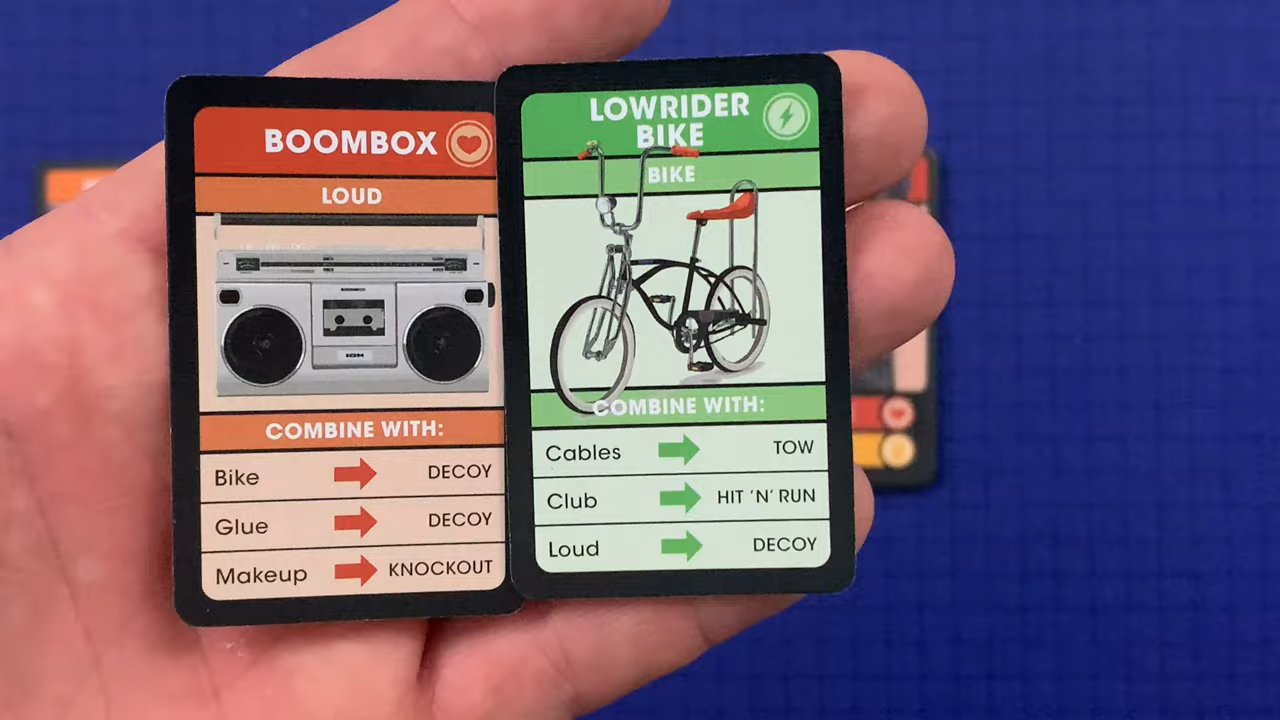 BOOMBOX
LOUD
COMBINE WITH:
Bike DECOY
Glue DECOY
Makeup KNOCKOUT
LOWRIDER
BIKE
BIKE
COMBINE WITH:
Cables TOW
Club HIT 'N' RUN
Loud DECOY